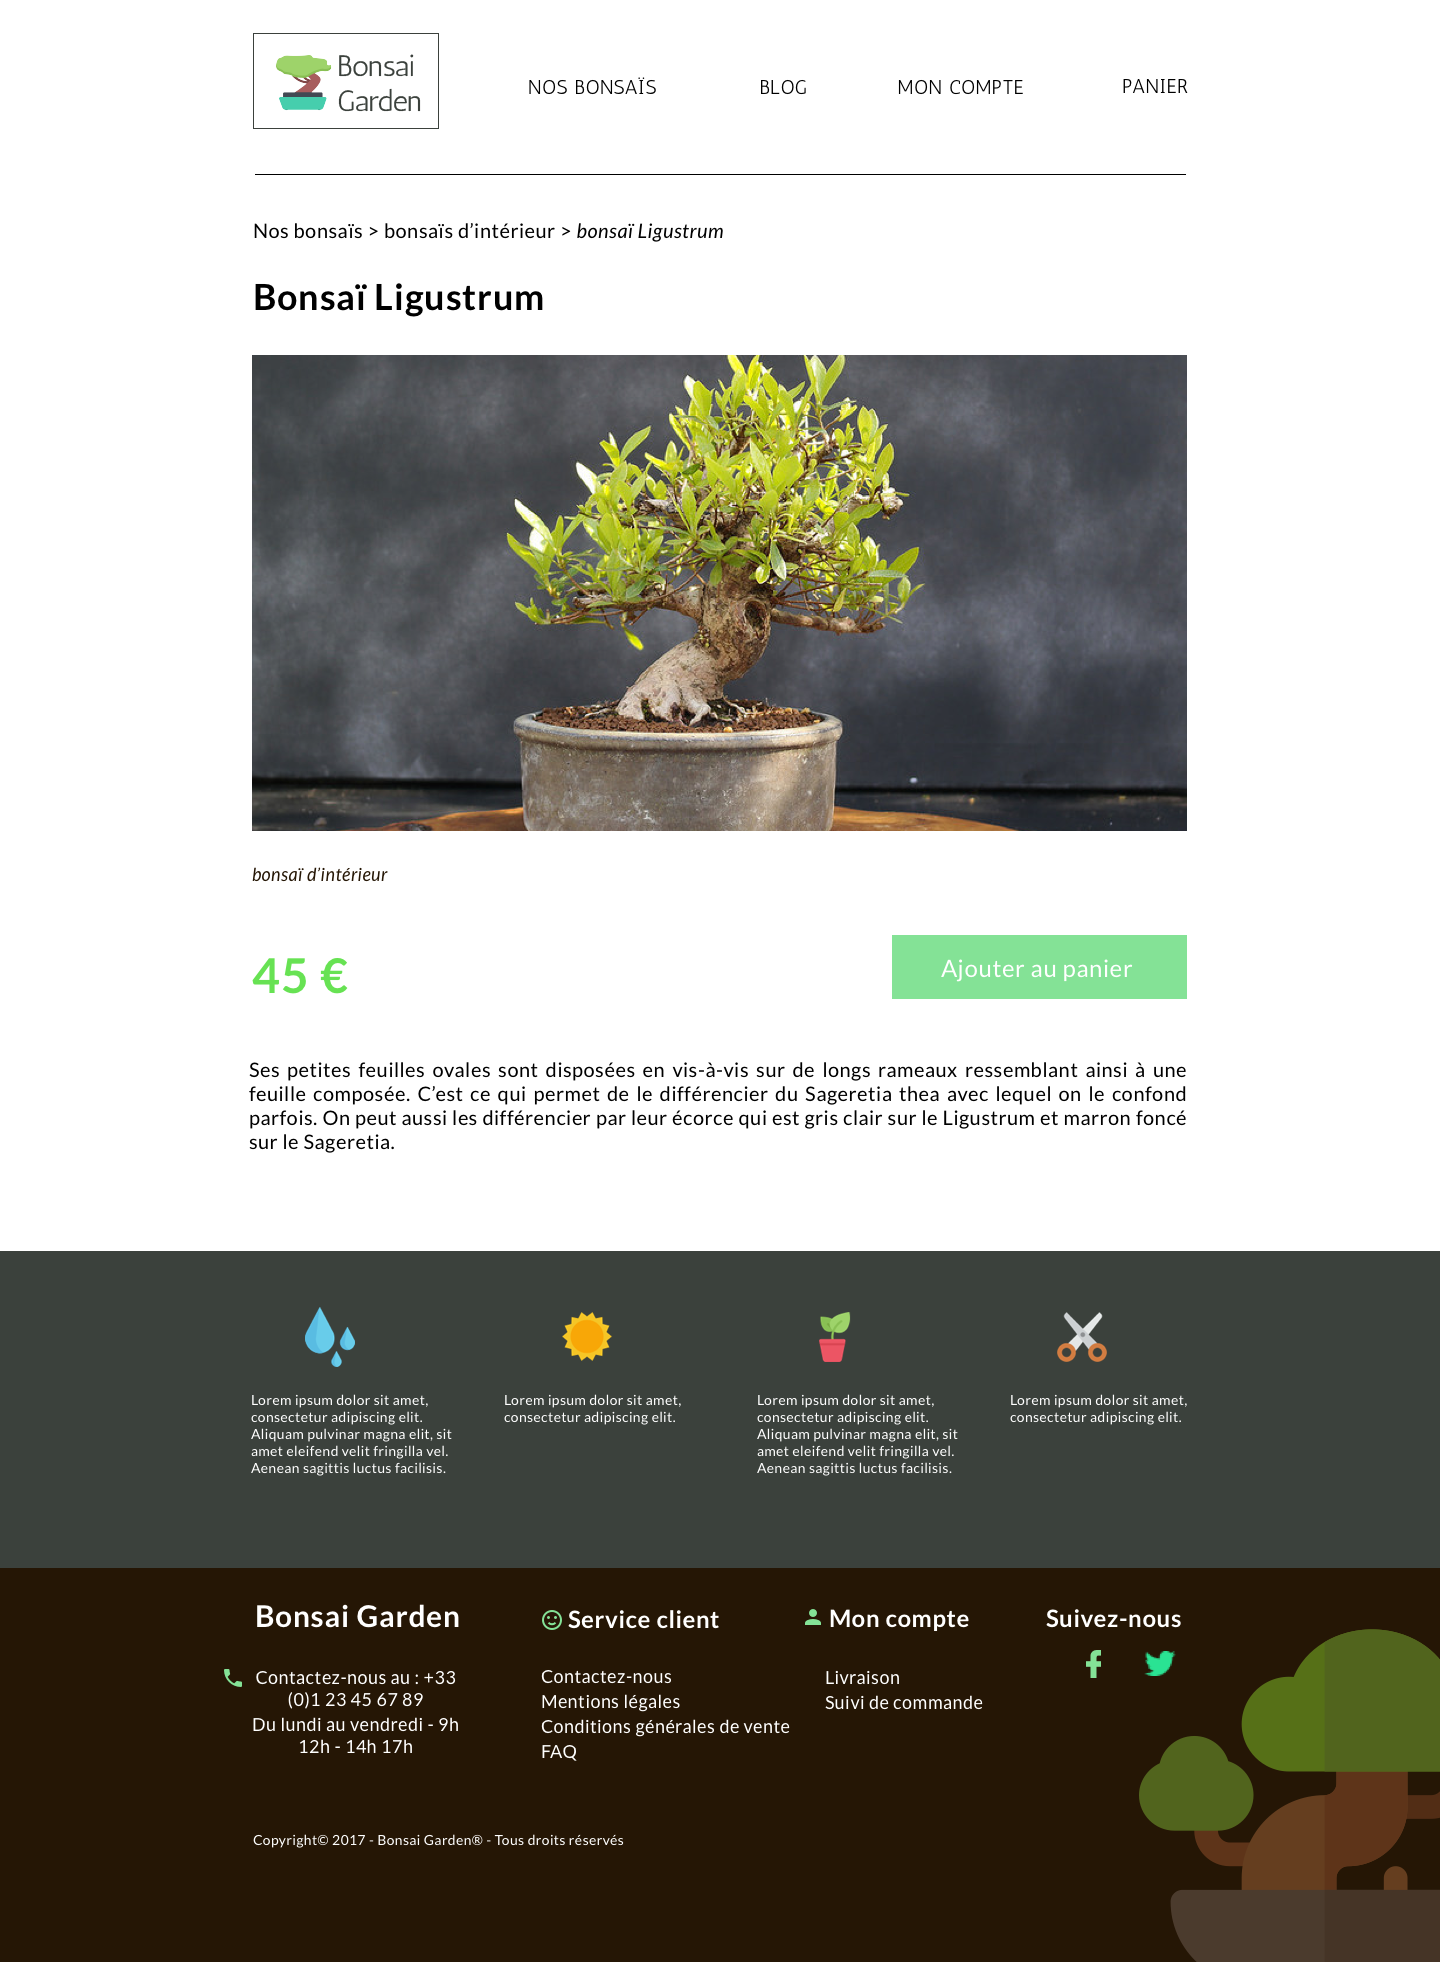 Bonsai
Garden
NOS BONSAÏS
BLOG
MON COMPTE
PANIER
Nos bonsaïs > bonsaïs d’intérieur > bonsaï Ligustrum
Bonsaï Ligustrum
bonsaï d’intérieur
45 €
Ajouter au panier
Ses petites feuilles ovales sont disposées en vis-à-vis sur de longs rameaux ressemblant ainsi à une
feuille composée. C’est ce qui permet de le différencier du Sageretia thea avec lequel on le confond
parfois. On peut aussi les différencier par leur écorce qui est gris clair sur le Ligustrum et marron foncé
sur le Sageretia.
Lorem ipsum dolor sit amet,
consectetur adipiscing elit.
Aliquam pulvinar magna elit, sit
amet eleifend velit fringilla vel.
Aenean sagittis luctus facilisis.
Lorem ipsum dolor sit amet,
consectetur adipiscing elit.
Lorem ipsum dolor sit amet,
consectetur adipiscing elit.
Aliquam pulvinar magna elit, sit
amet eleifend velit fringilla vel.
Aenean sagittis luctus facilisis.
Lorem ipsum dolor sit amet,
consectetur adipiscing elit.
Bonsai Garden
Contactez-nous au : +33
(0)1 23 45 67 89
Du lundi au vendredi - 9h
12h - 14h 17h
Service client
Contactez-nous
Mentions légales
Conditions générales de vente
FAQ
Mon compte
Livraison
Suivi de commande
Suivez-nous
Copyright© 2017 - Bonsai Garden® - Tous droits réservés